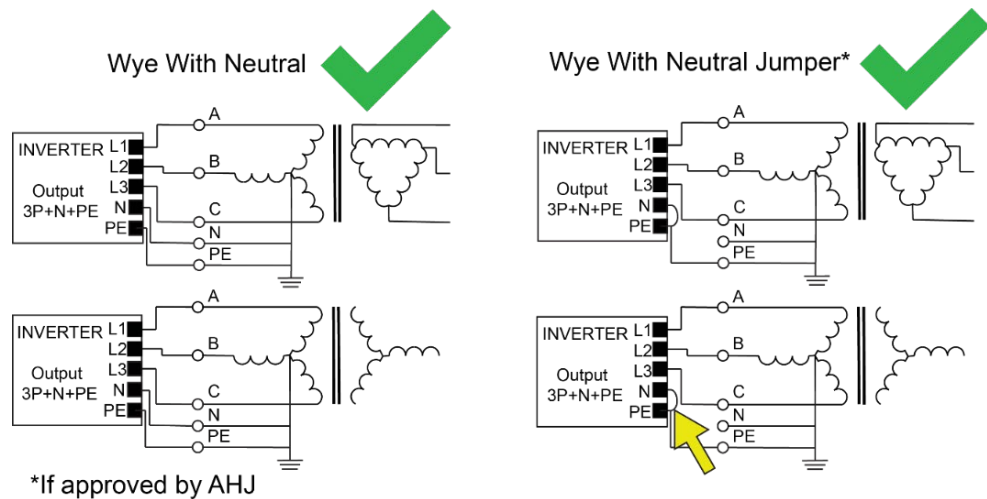 Wye With Neutral
A
INVERTER L1
L2
B
Output
L3
3P+N+PE
N
C
PE
N
PE
A
INVERTER L1
L2
B
Output
L3
3P+N+PE
N
C
PE
N
PE
*If approved by AHJ
Wye With Neutral Jumper*
A
INVERTER L1
L2
B
Output
L3
3P+N+PE
N
C
PE
N
PE
A
INVERTER L1
L2
B
Output
L3
3P+N+PE
N
C
PE
N
PE